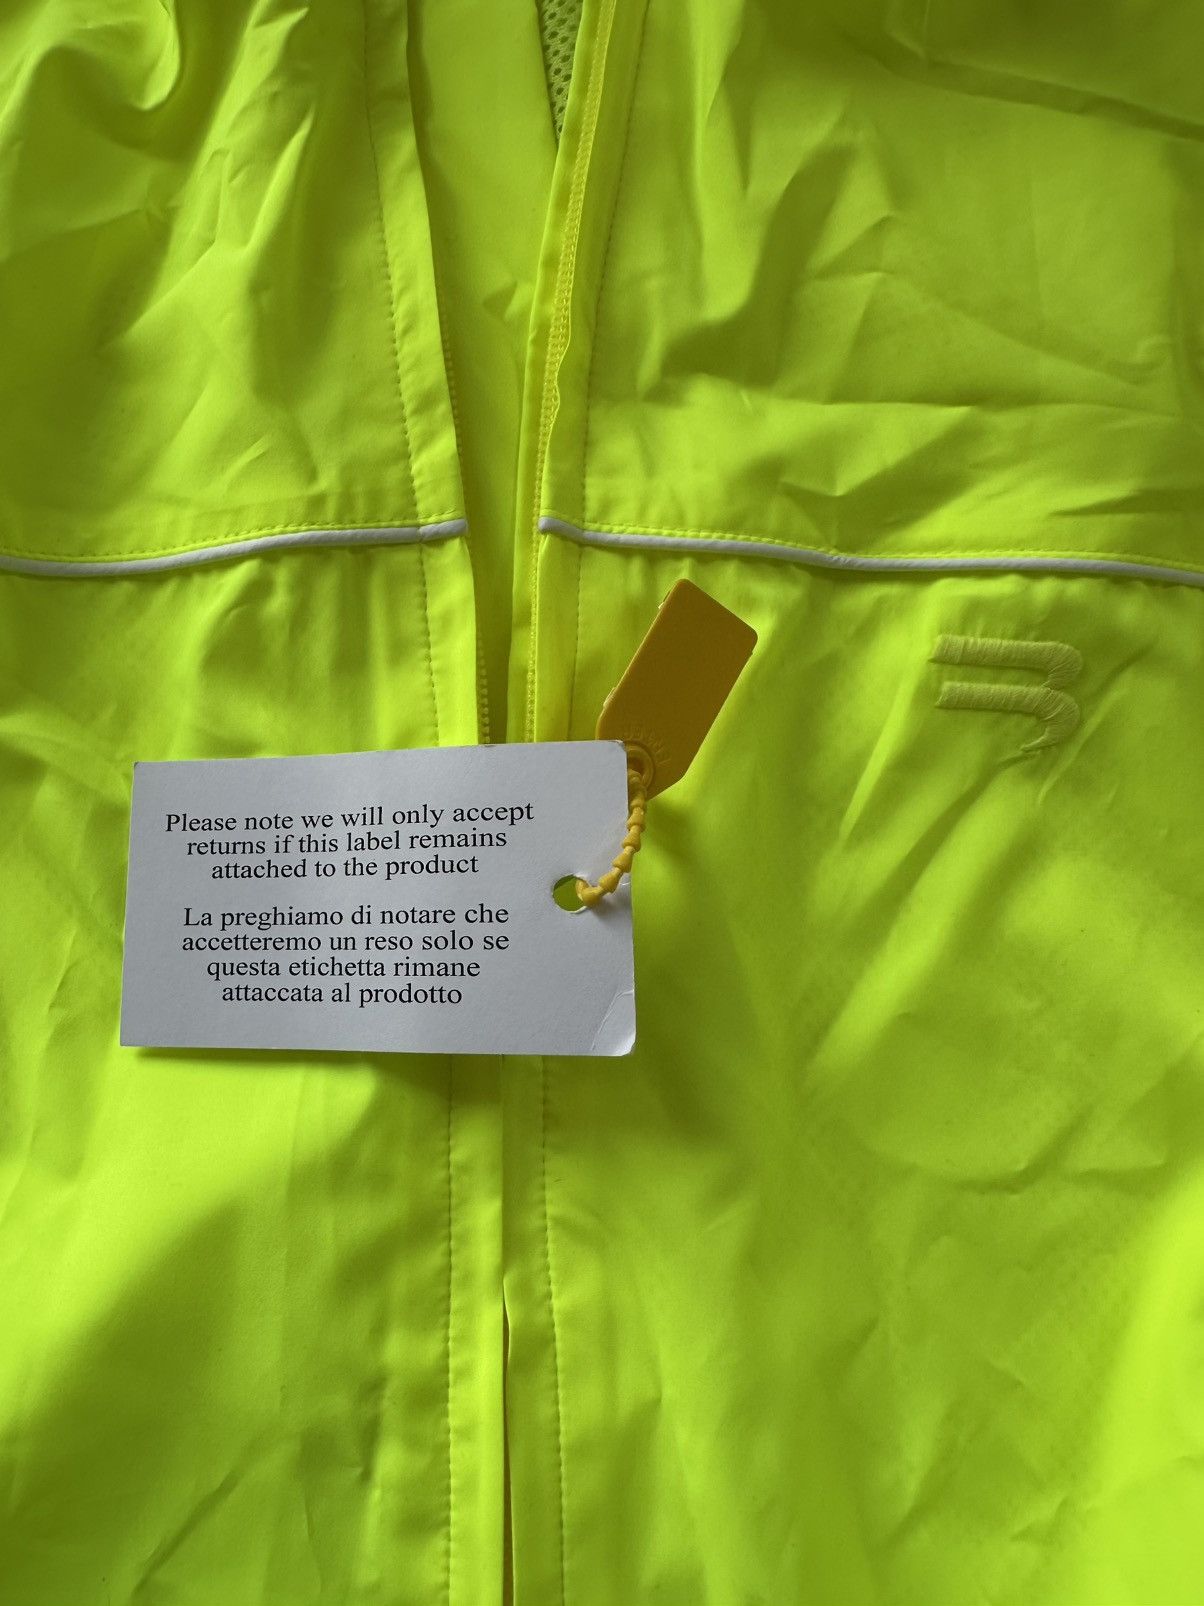 Please note we will only accept
returns if this label remains
attached to the product
La preghiamo di notare che
accetteremo un reso solo se
questa etichetta rimane
attaccata al prodotto